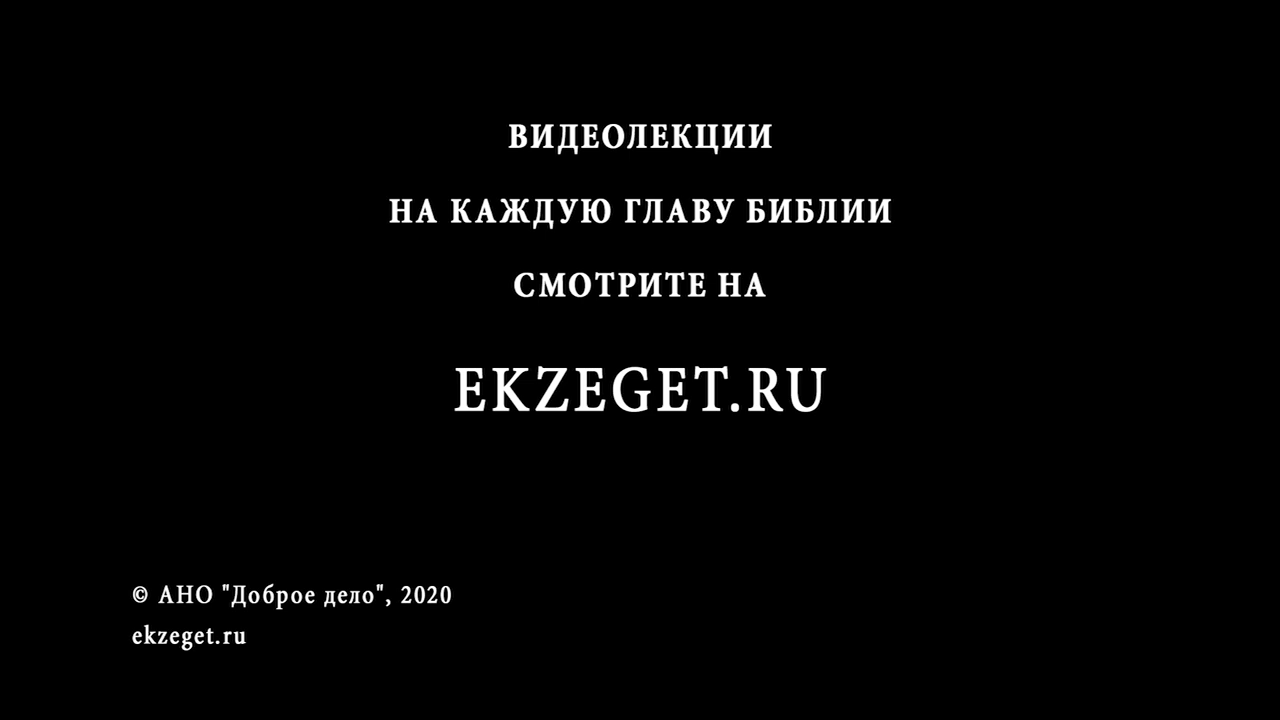 ВИДЕОЛЕКЦИИ
НА КАЖДУЮ ГЛАВУ БИБЛИИ
СМОТРИТЕ НА
EKZEGET.RU
© АНО "Доброе дело", 2020
ekzeget.ru